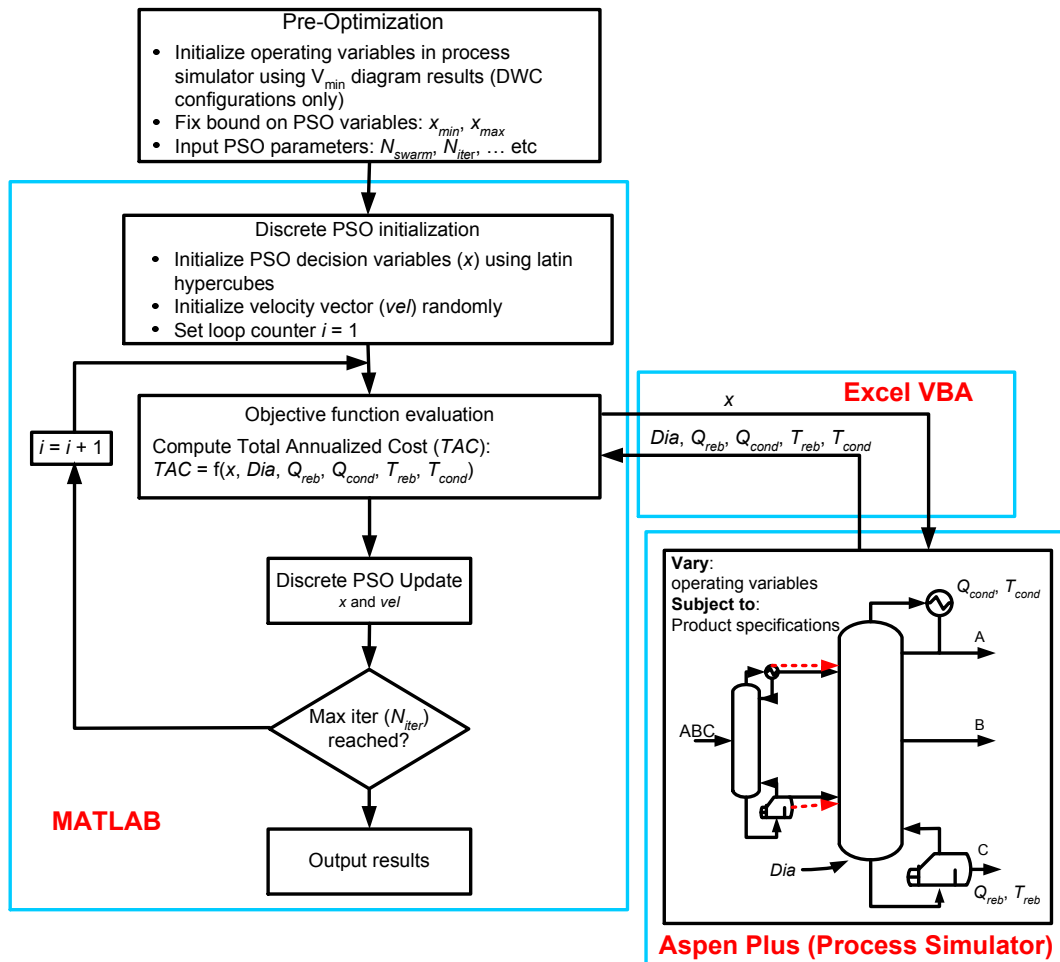 Pre-Optimization
• Initialize operating variables in process
simulator using Vmin diagram results (DWC
configurations only)
• Fix bound on PSO variables: xmin, xmax
• Input PSO parameters: Nswarm, Niter, … etc
Discrete PSO initialization
• Initialize PSO decision variables (x) using latin
hypercubes
• Initialize velocity vector (vel) randomly
• Set loop counter i = 1
i = i + 1
Objective function evaluation
Compute Total Annualized Cost (TAC):
TAC = f(x, Dia, Qreb, Qcond, Treb, Tcond)
Discrete PSO Update
x and vel
Max iter (Niter)
reached?
Output results
MATLAB
Excel VBA
x
Dia, Qreb, Qcond, Treb, Tcond
Vary:
operating variables
Subject to:
Product specifications
Qcond, Tcond
A
ABC
B
C
Dia
Qreb, Treb
Aspen Plus (Process Simulator)